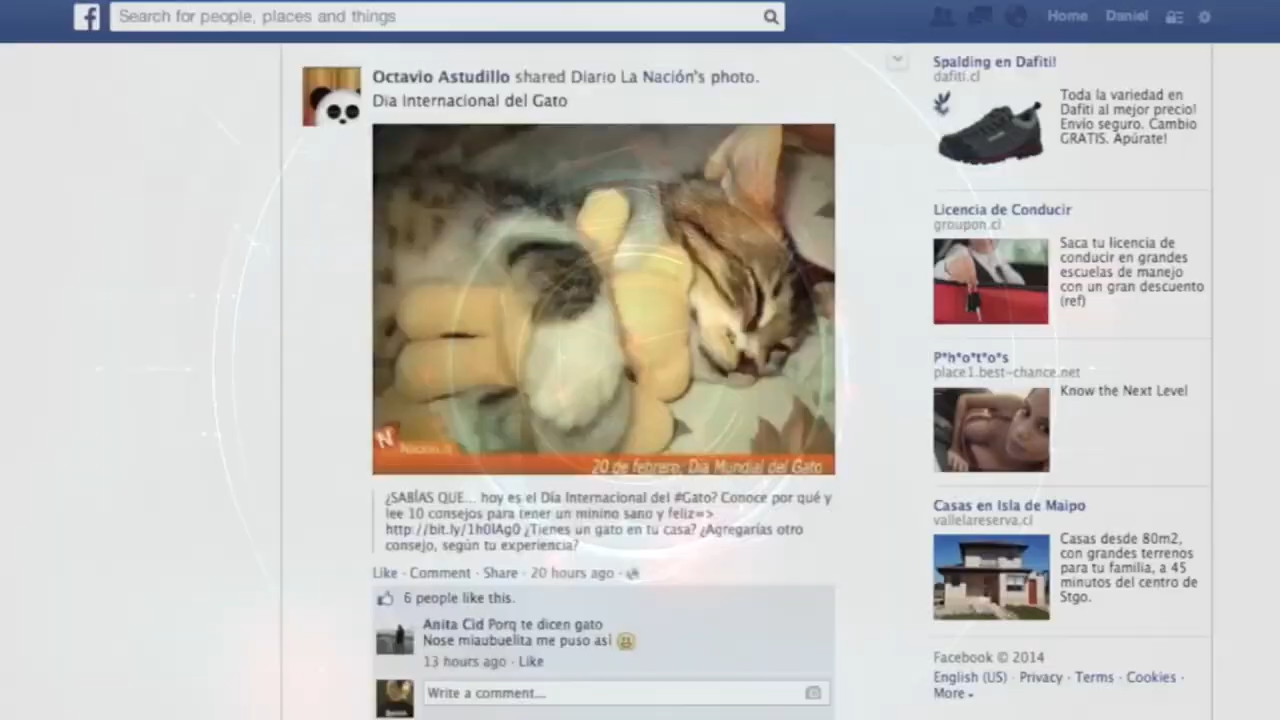 f
Search for people, places and things
Home
Daniel
Octavio Astudillo shared Diario La Nación's photo.
Dia Internacional del Gato
N
Nacion.cl
20 de febrero, Dia Mundial del Gato
¿SABÍAS QUE... hoy es el Día Internacional del #Gato? Conoce por qué y
lee 10 consejos para tener un minino sano y feliz=>
http://bit.ly/1h0lAg0 ¿Tienes un gato en tu casa? ¿Agregarías otro
consejo, según tu experiencia?
Like · Comment · Share · 20 hours ago ·
6 people like this.
Anita Cid Porq te dicen gato
Nose miaubuelita me puso asi
13 hours ago · Like
Write a comment...
Spalding en Dafiti!
dafiti.cl
Toda la variedad en
Dafiti al mejor precio!
Envío seguro. Cambio
GRATIS. Apúrate!
Licencia de Conducir
groupon.cl
Saca tu licencia de
conducir en grandes
escuelas de manejo
con un gran descuento
(ref)
P*h*o*t*o*s
place1.best-chance.net
Know the Next Level
Casas en Isla de Maipo
vallelareserva.cl
Casas desde 80m2,
con grandes terrenos
para tu familia, a 45
minutos del centro de
Stgo.
Facebook © 2014
English (US) · Privacy · Terms · Cookies ·
More